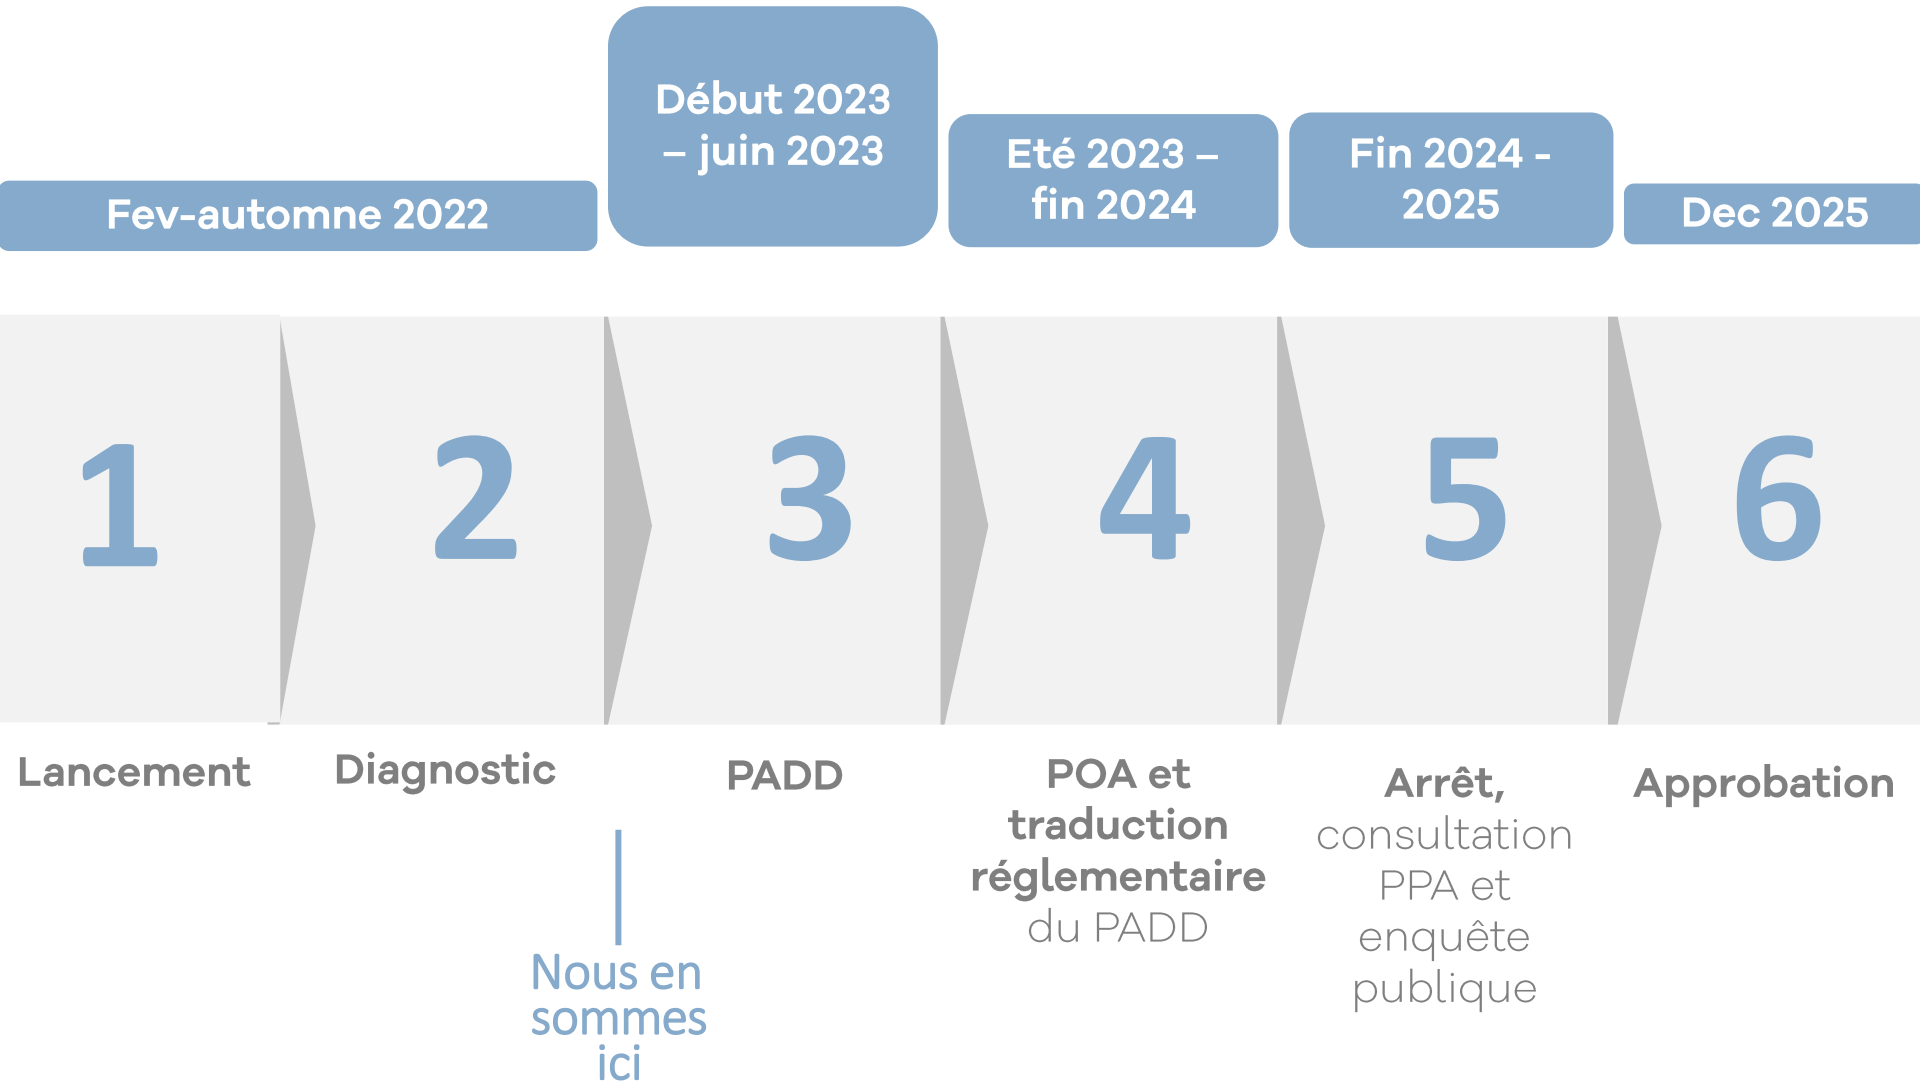 Début 2023
– juin 2023
Eté 2023 –
fin 2024
Fin 2024 -
2025
Fev-automne 2022
Dec 2025
1
2
3
4
5
6
Lancement
Diagnostic
PADD
POA et
traduction
réglementaire
du PADD
Arrêt,
consultation
PPA et
enquête
publique
Approbation
Nous en
sommes
ici